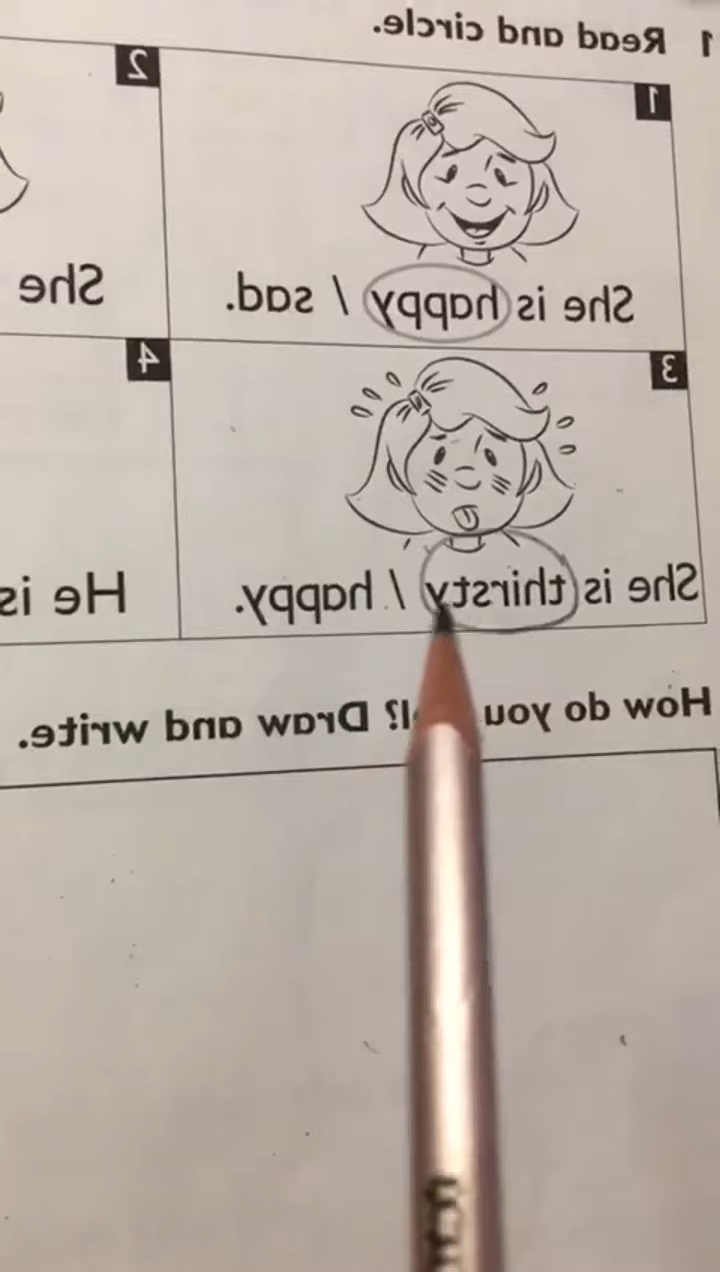 1 Read and circle.
1
She is happy / sad.
2
She
3
She is thirsty / happy.
4
He is
How do you ? Draw and write.